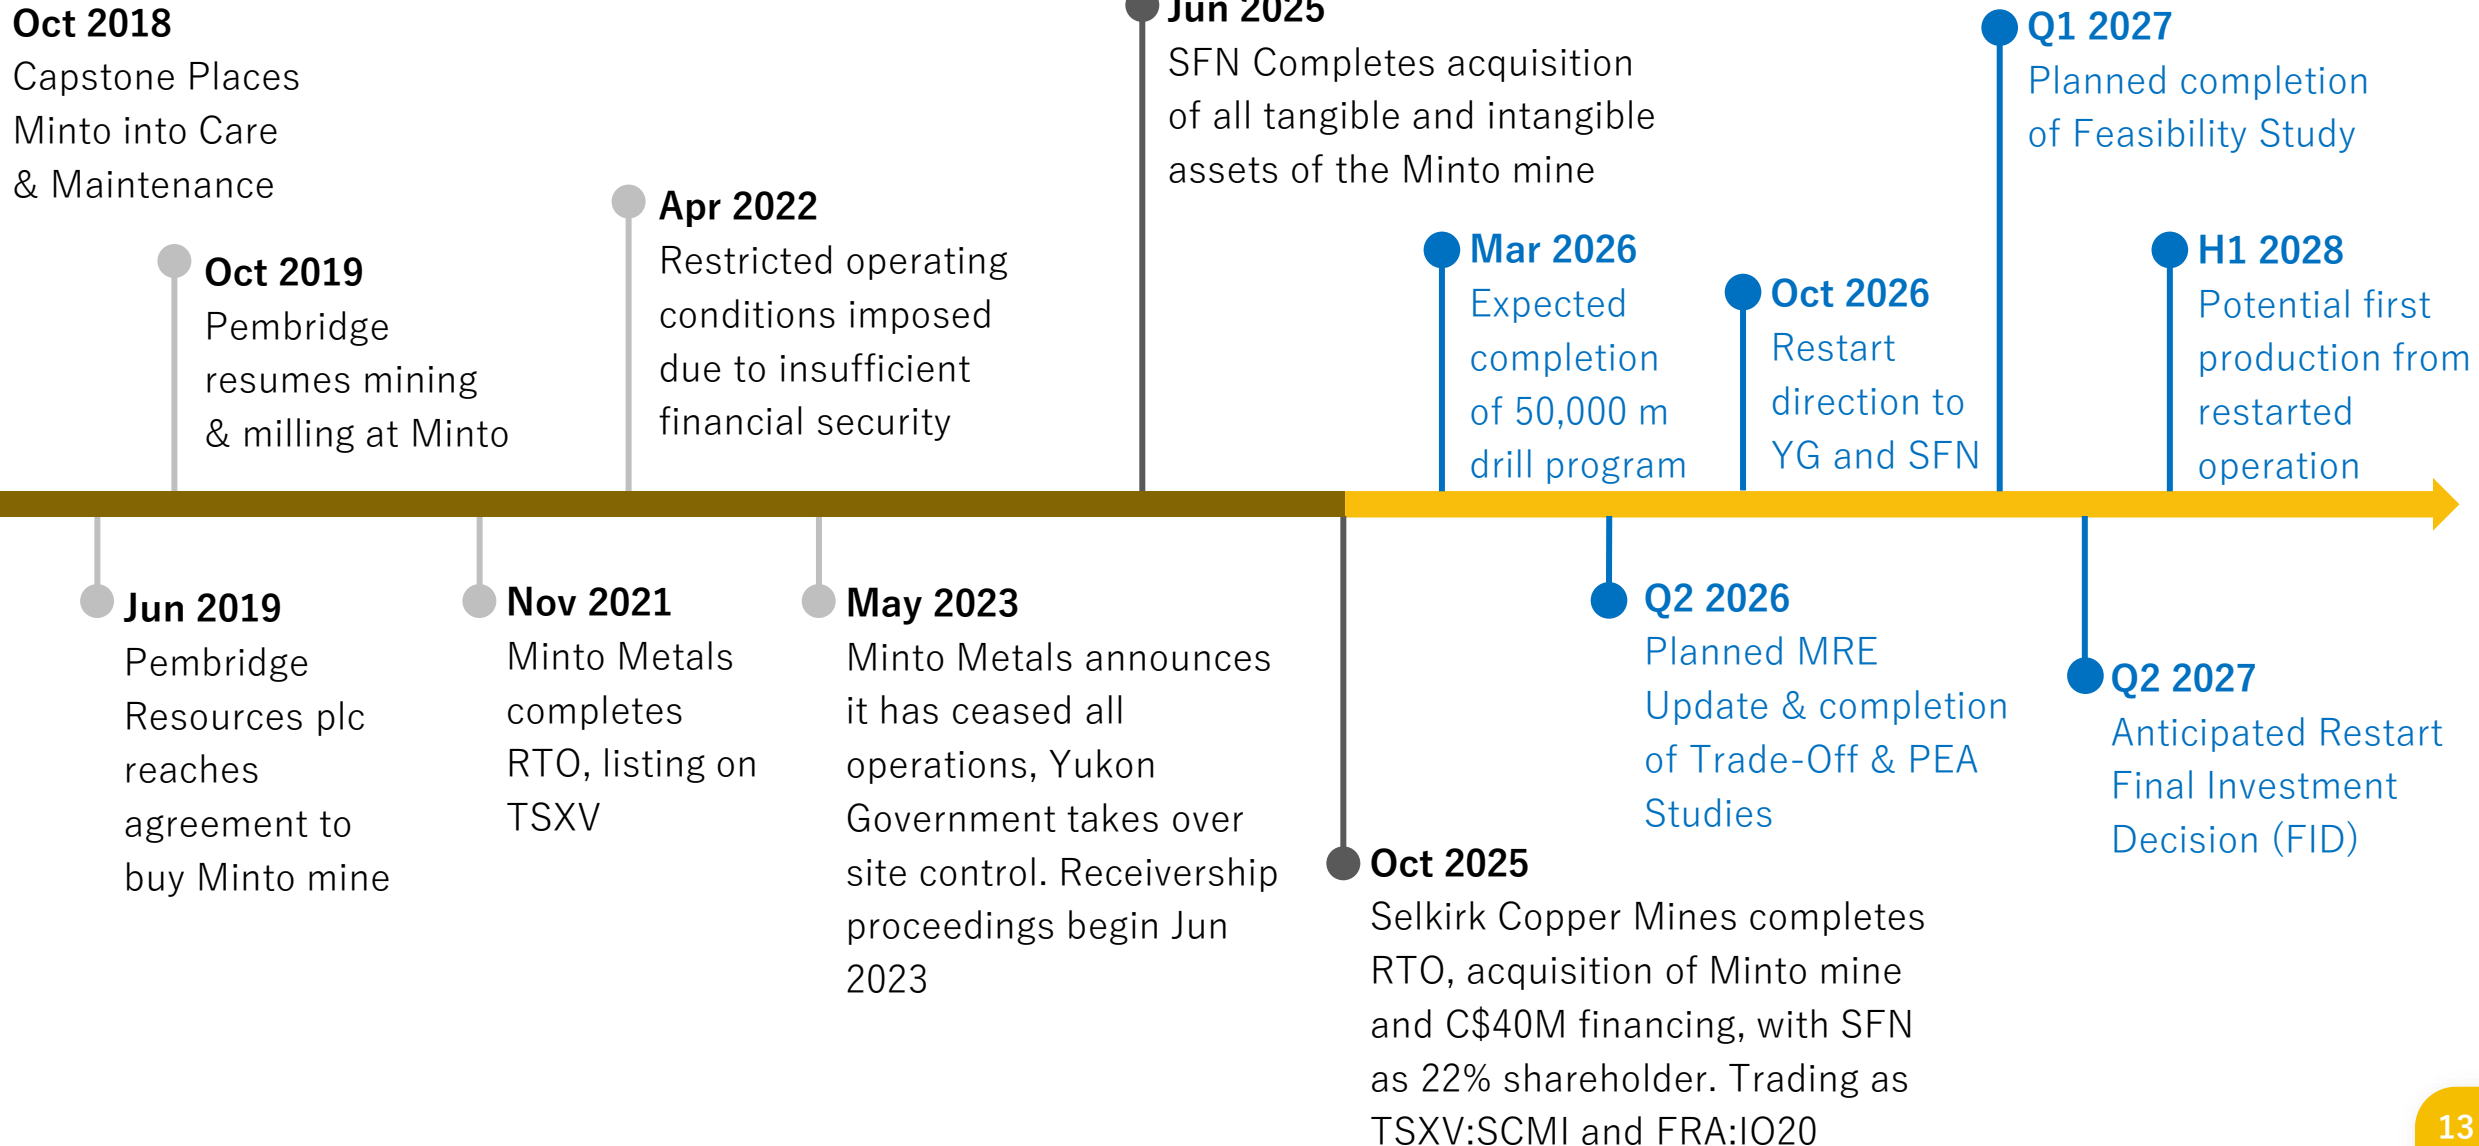 Oct 2018
Capstone Places
Minto into Care
& Maintenance
Oct 2019
Pembridge
resumes mining
& milling at Minto
Apr 2022
Restricted operating
conditions imposed
due to insufficient
financial security
Jun 2025
SFN Completes acquisition
of all tangible and intangible
assets of the Minto mine
Mar 2026
Expected
completion
of 50,000 m
drill program
Oct 2026
Restart
direction to
YG and SFN
Q1 2027
Planned completion
of Feasibility Study
H1 2028
Potential first
production from
restarted
operation
Jun 2019
Pembridge
Resources plc
reaches
agreement to
buy Minto mine
Nov 2021
Minto Metals
completes
RTO, listing on
TSXV
May 2023
Minto Metals announces
it has ceased all
operations, Yukon
Government takes over
site control. Receivership
proceedings begin Jun
2023
Oct 2025
Selkirk Copper Mines completes
RTO, acquisition of Minto mine
and C$40M financing, with SFN
as 22% shareholder. Trading as
TSXV:SCMI and FRA:IO20
Q2 2026
Planned MRE
Update & completion
of Trade-Off & PEA
Studies
Q2 2027
Anticipated Restart
Final Investment
Decision (FID)
13